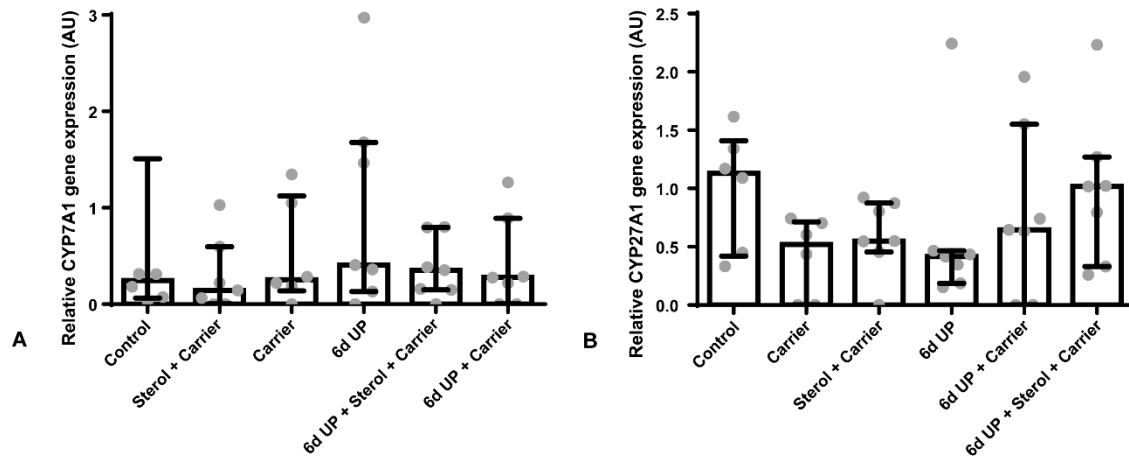 Relative CYP7A1 gene expression (AU)
3
2
1
0
Control
Sterol + Carrier
Carrier
6d UP
6d UP + Sterol + Carrier
6d UP + Carrier
A
Relative CYP27A1 gene expression (AU)
2.5
2.0
1.5
1.0
0.5
0.0
Control
Carrier
Sterol + Carrier
6d UP
6d UP + Carrier
6d UP + Sterol + Carrier
B